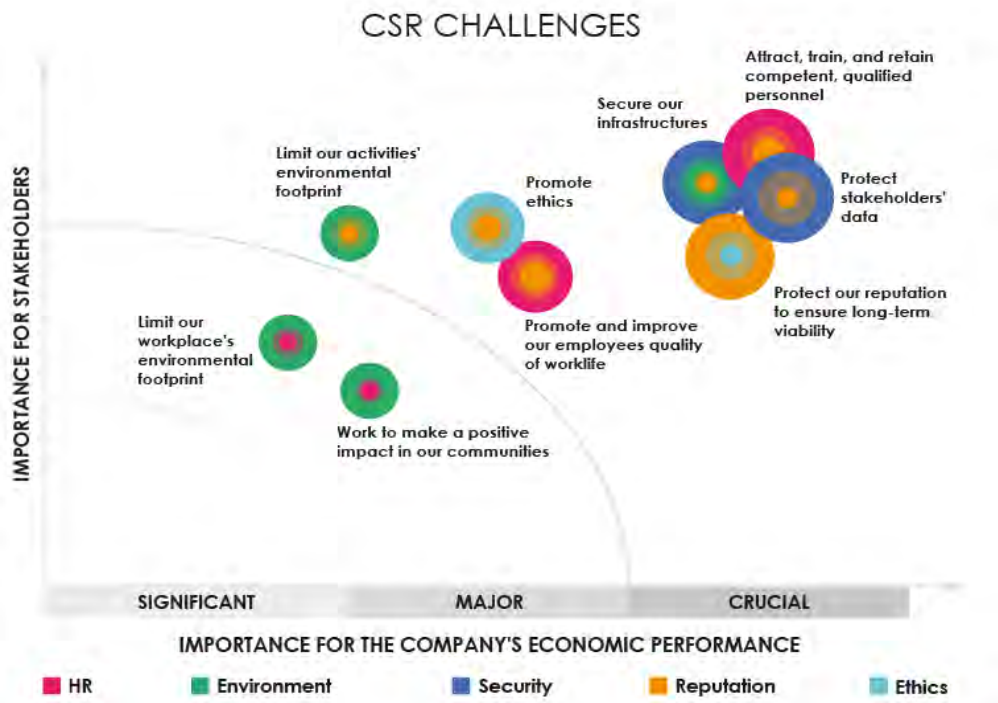 CSR CHALLENGES
Attract, train, and retain
competent, qualified
personnel
Secure our
infrastructures
Limit our activities'
environmental
footprint
Promote
ethics
Protect
stakeholders'
data
Protect our reputation
to ensure long-term
viability
Limit our
workplace's
environmental
footprint
Promote and improve
our employees quality
of worklife
Work to make a positive
impact in our communities
IMPORTANCE FOR STAKEHOLDERS
SIGNIFICANT
MAJOR
CRUCIAL
IMPORTANCE FOR THE COMPANY'S ECONOMIC PERFORMANCE
HR
Environment
Security
Reputation
Ethics